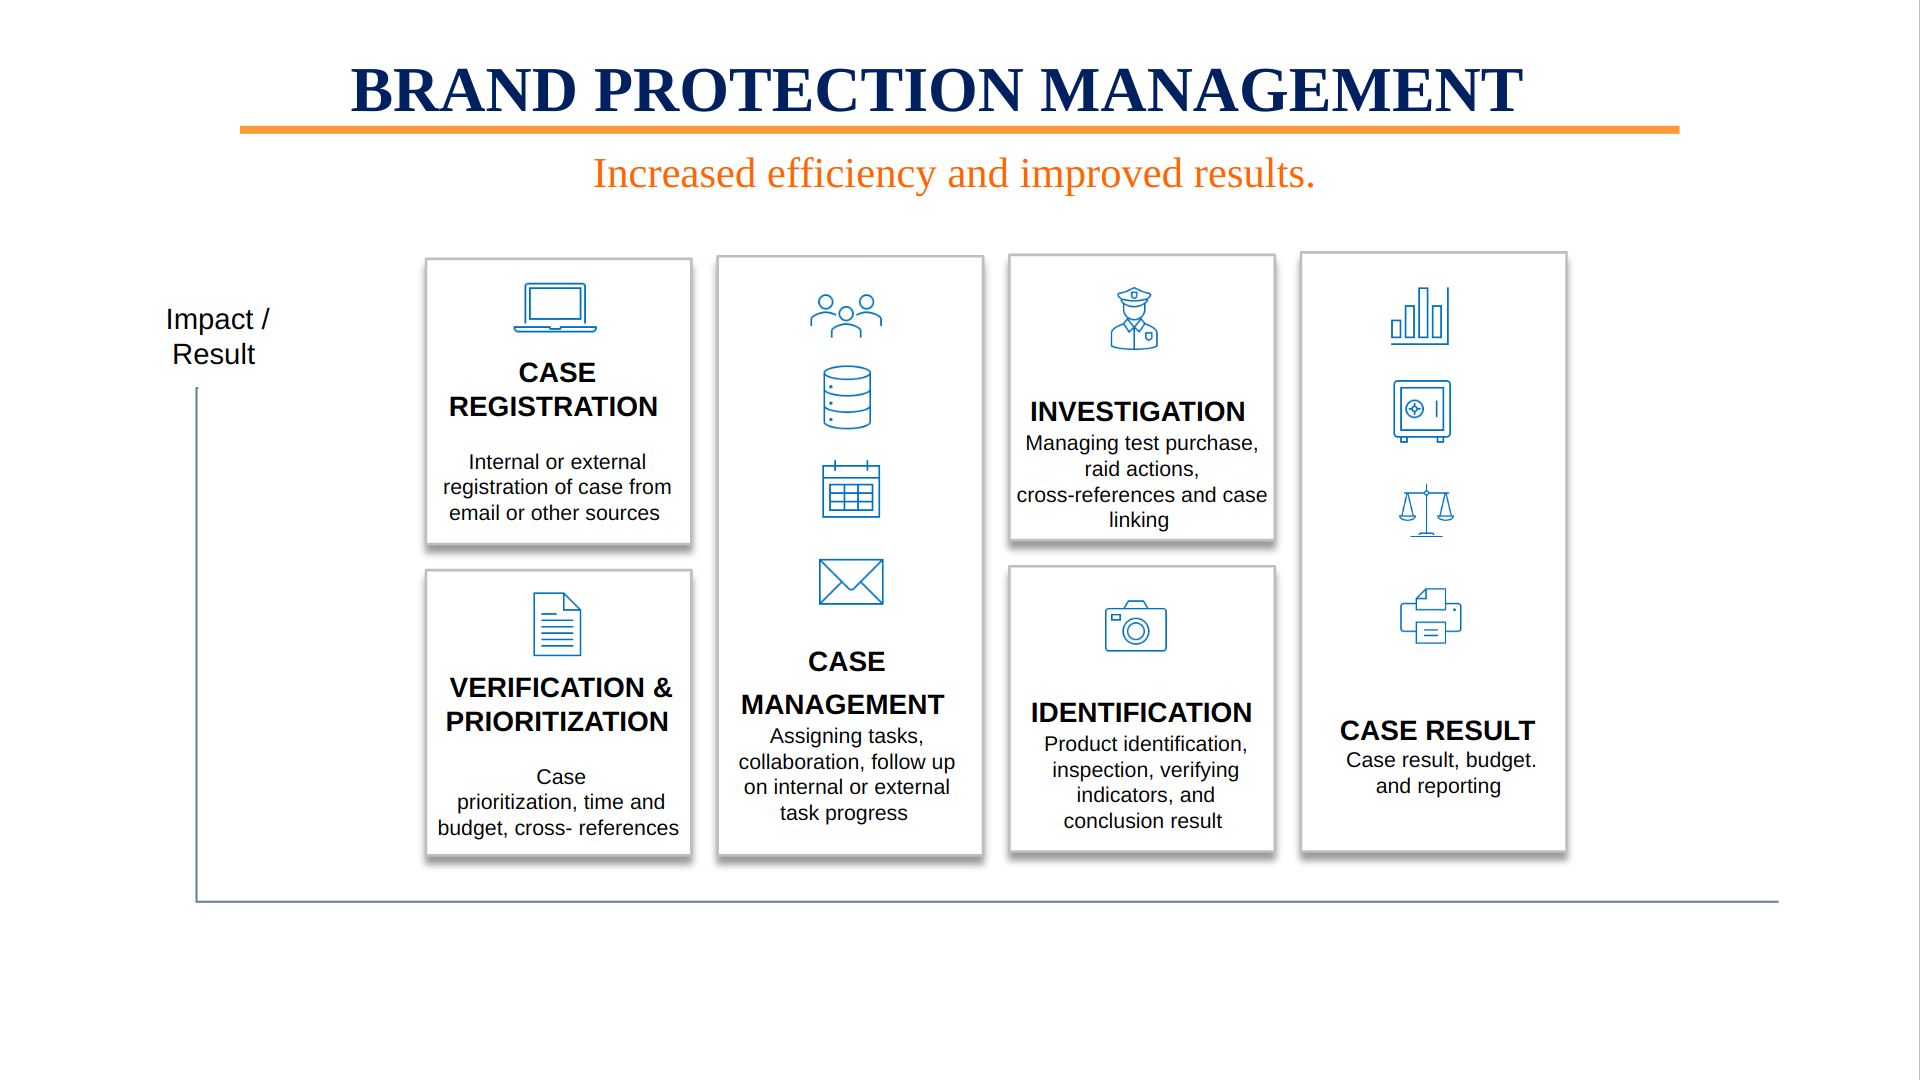 BRAND PROTECTION MANAGEMENT
Increased efficiency and improved results.
Impact /
Result
CASE
REGISTRATION
Internal or external
registration of case from
email or other sources
VERIFICATION &
PRIORITIZATION
Case
prioritization, time and
budget, cross- references
CASE
MANAGEMENT
Assigning tasks,
collaboration, follow up
on internal or external
task progress
INVESTIGATION
Managing test purchase,
raid actions,
cross-references and case
linking
IDENTIFICATION
Product identification,
inspection, verifying
indicators, and
conclusion result
CASE RESULT
Case result, budget.
and reporting